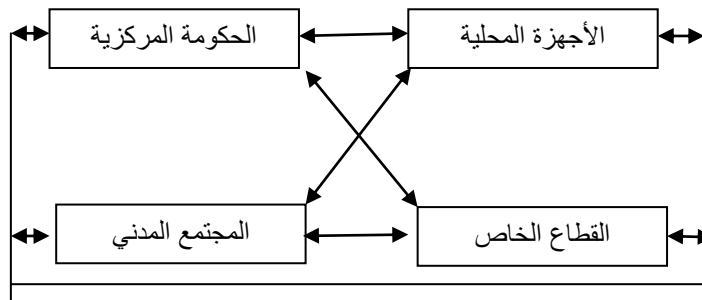 الأجهزة المحلية
الحكومة المركزية
القطاع الخاص
المجتمع المدني